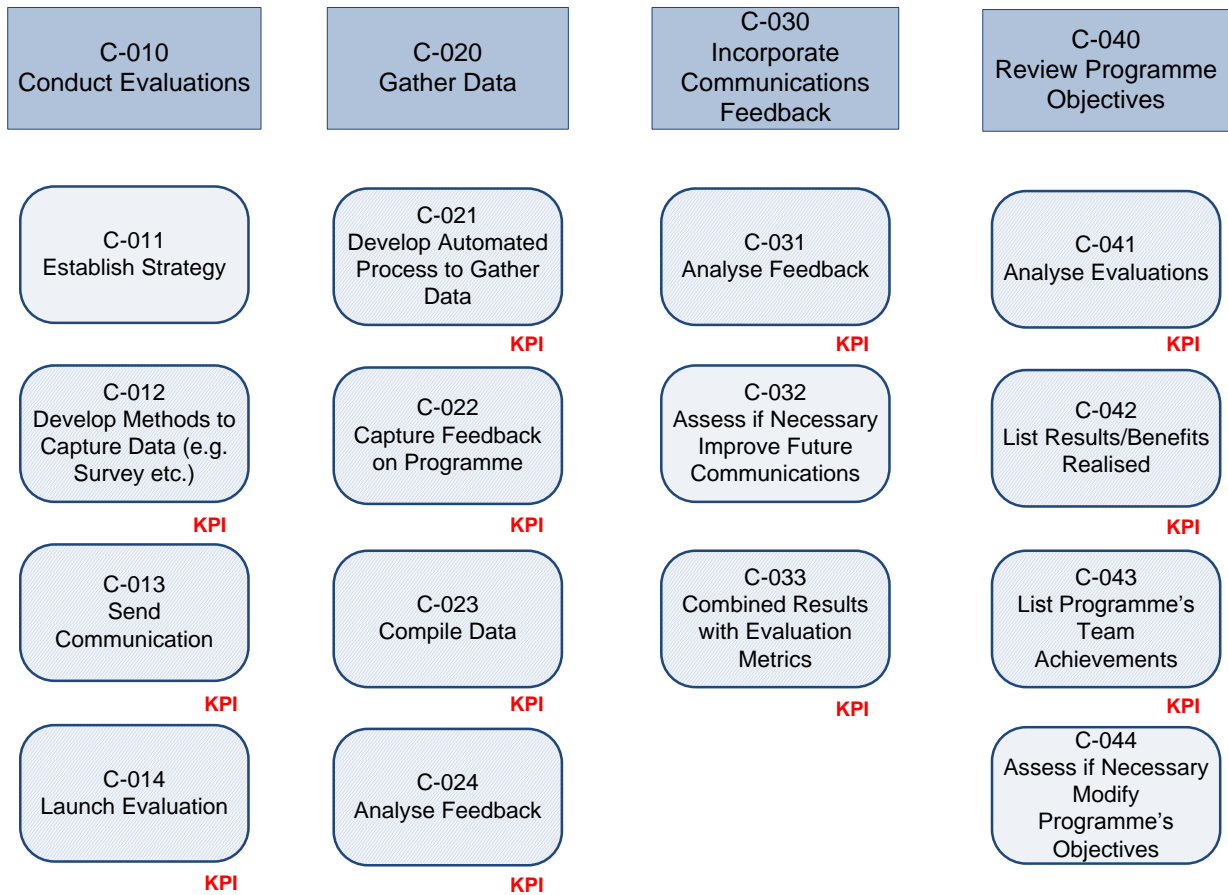 C-010
Conduct Evaluations
C-020
Gather Data
C-030
Incorporate
Communications
Feedback
C-040
Review Programme
Objectives
C-011
Establish Strategy
C-021
Develop Automated
Process to Gather
Data
KPI
C-031
Analyse Feedback
KPI
C-041
Analyse Evaluations
KPI
C-012
Develop Methods to
Capture Data (e.g.
Survey etc.)
KPI
C-022
Capture Feedback
on Programme
KPI
C-032
Assess if Necessary
Improve Future
Communications
C-042
List Results/Benefits
Realised
KPI
C-013
Send
Communication
KPI
C-023
Compile Data
KPI
C-033
Combined Results
with Evaluation
Metrics
KPI
C-043
List Programme's
Team
Achievements
KPI
C-014
Launch Evaluation
KPI
C-024
Analyse Feedback
KPI
C-044
Assess if Necessary
Modify
Programme's
Objectives